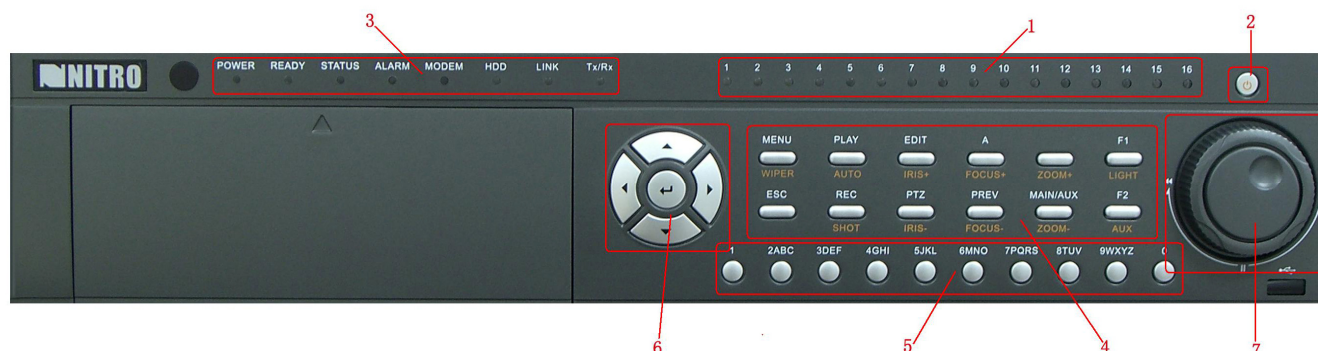 3
1
2
NITRO
POWER READY STATUS ALARM MODEM HDD LINK Tx/Rx
1 2 3 4 5 6 7 8 9 10 11 12 13 14 15 16
MENU PLAY EDIT A F1
WIPER AUTO IRIS+ FOCUS+ ZOOM+ LIGHT
ESC REC PTZ PREV MAIN/AUX F2
SHOT IRIS- FOCUS- ZOOM- AUX
1 2ABC 3DEF 4GHI 5JKL 6MNO 7PQRS 8TUV 9WXYZ 0
6
5
4
7